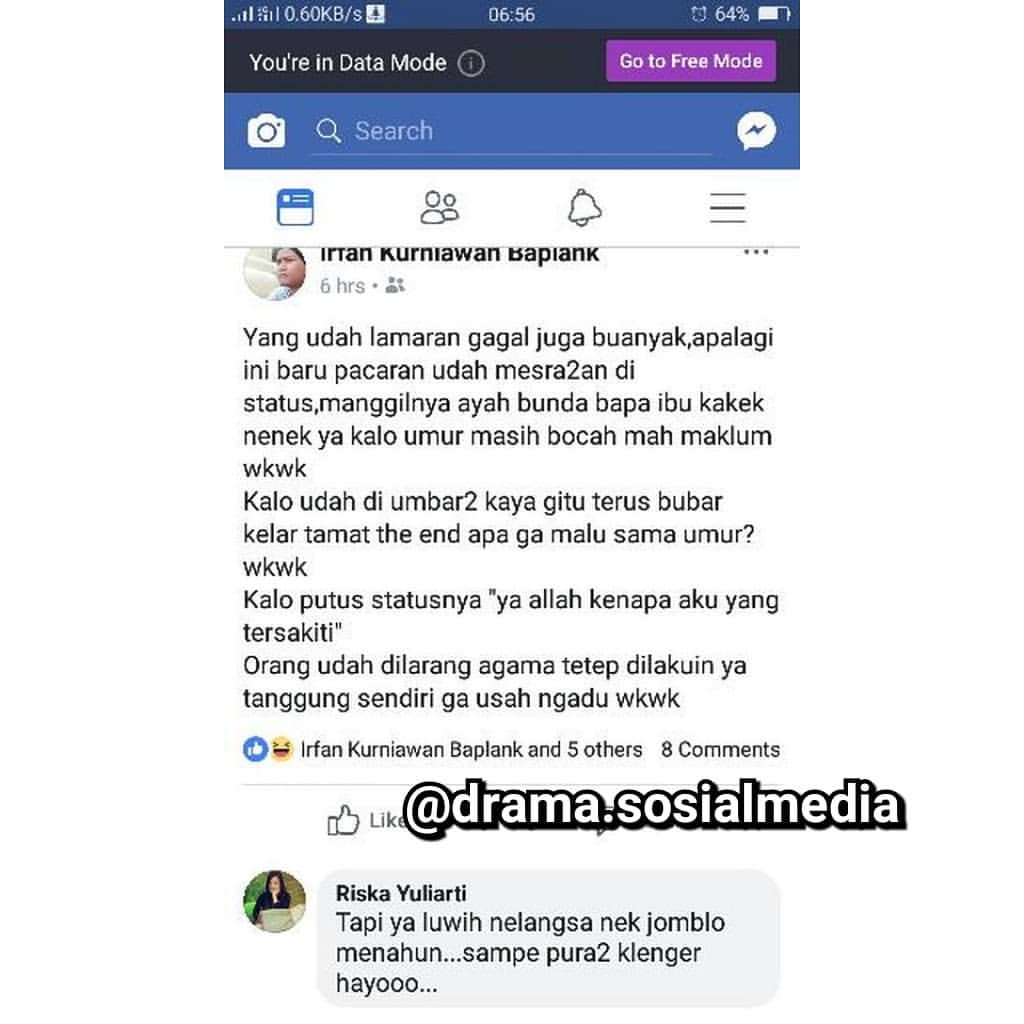 0.60KB/s 06:56 64%
You're in Data Mode Go to Free Mode
Search
Irfan Kurniawan Baplank
6 hrs
Yang udah lamaran gagal juga buanyak,apalagi
ini baru pacaran udah mesra2an di
status,manggilnya ayah bunda bapa ibu kakek
nenek ya kalo umur masih bocah mah maklum
wkwk
Kalo udah di umbar2 kaya gitu terus bubar
kelar tamat the end apa ga malu sama umur?
wkwk
Kalo putus statusnya "ya allah kenapa aku yang
tersakiti"
Orang udah dilarang agama tetep dilakuin ya
tanggung sendiri ga usah ngadu wkwk
Irfan Kurniawan Baplank and 5 others 8 Comments
Like
@drama.sosialmedia
Riska Yuliarti
Tapi ya luwih nelangsa nek jomblo
menahun...sampe pura2 klenger
hayooo...